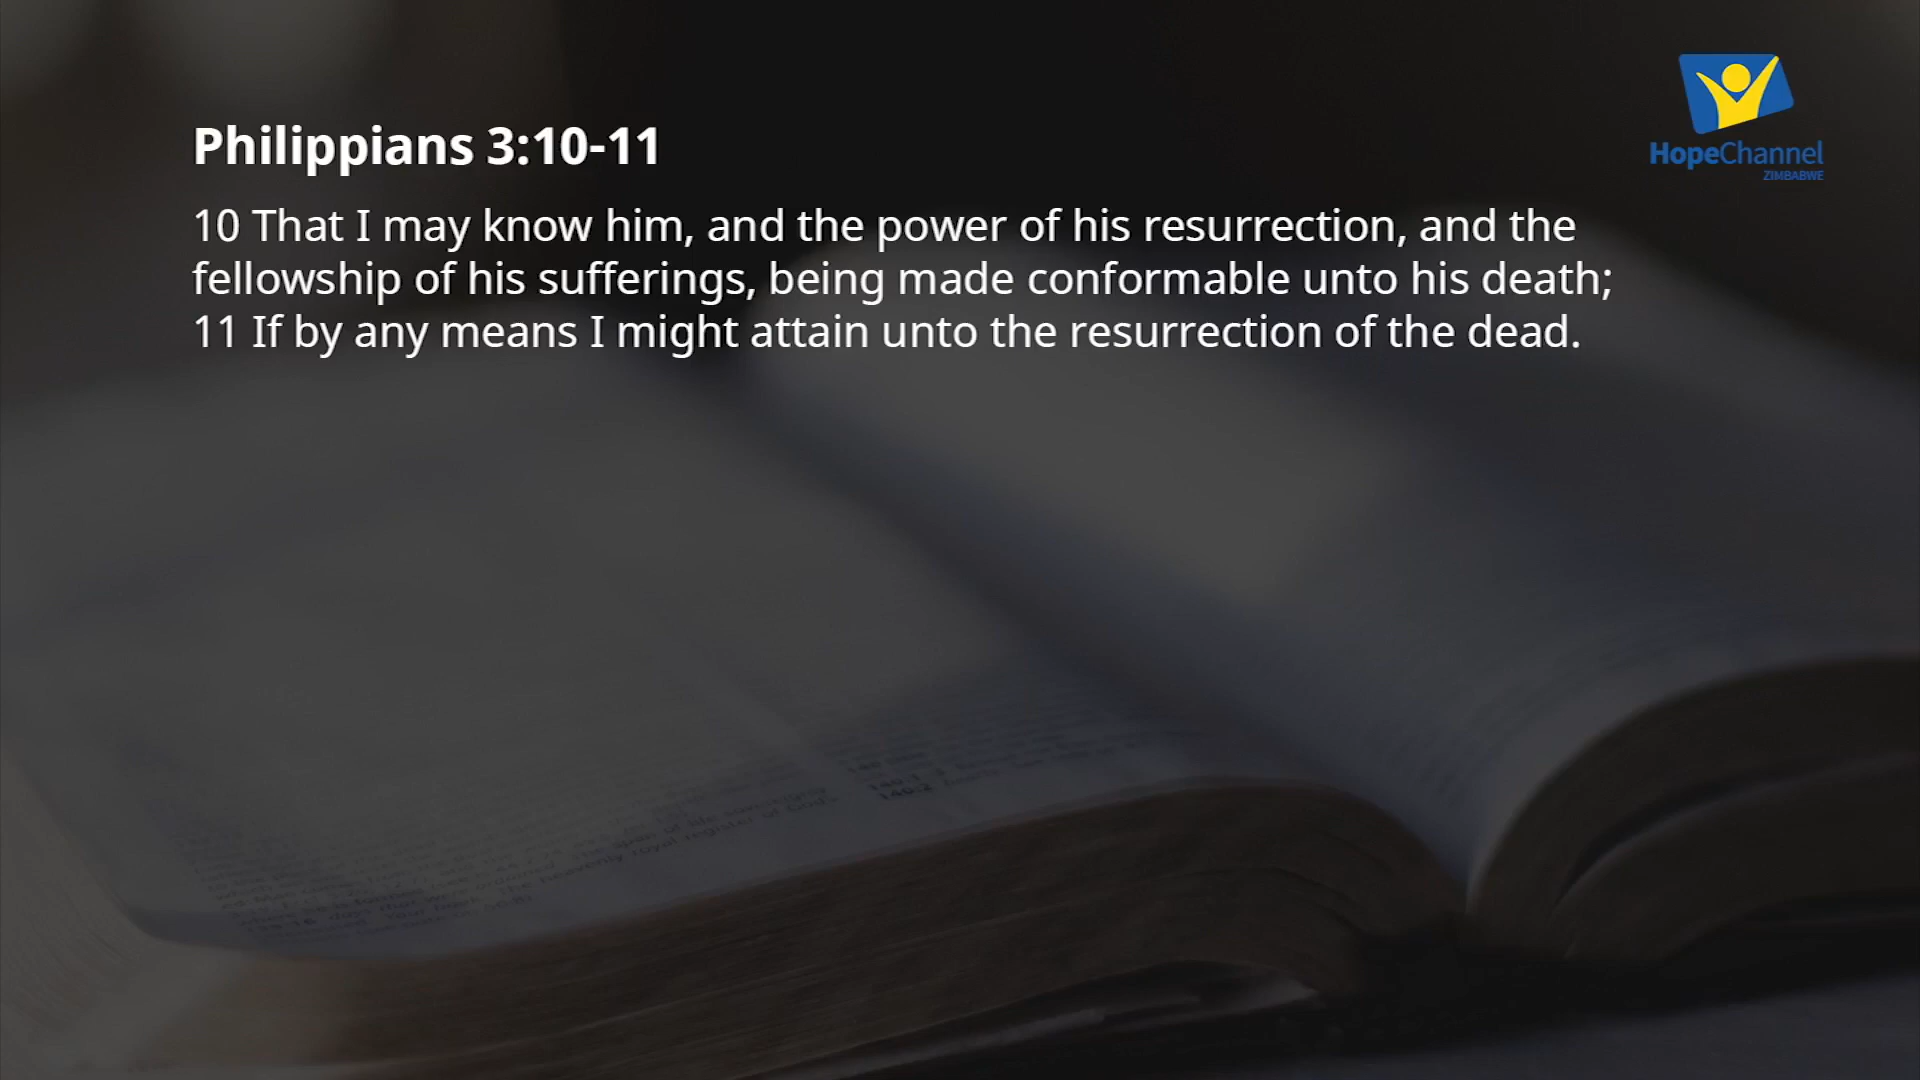 Philippians 3:10-11
10 That I may know him, and the power of his resurrection, and the
fellowship of his sufferings, being made conformable unto his death;
11 If by any means I might attain unto the resurrection of the dead.
HopeChannel
ZIMBABWE